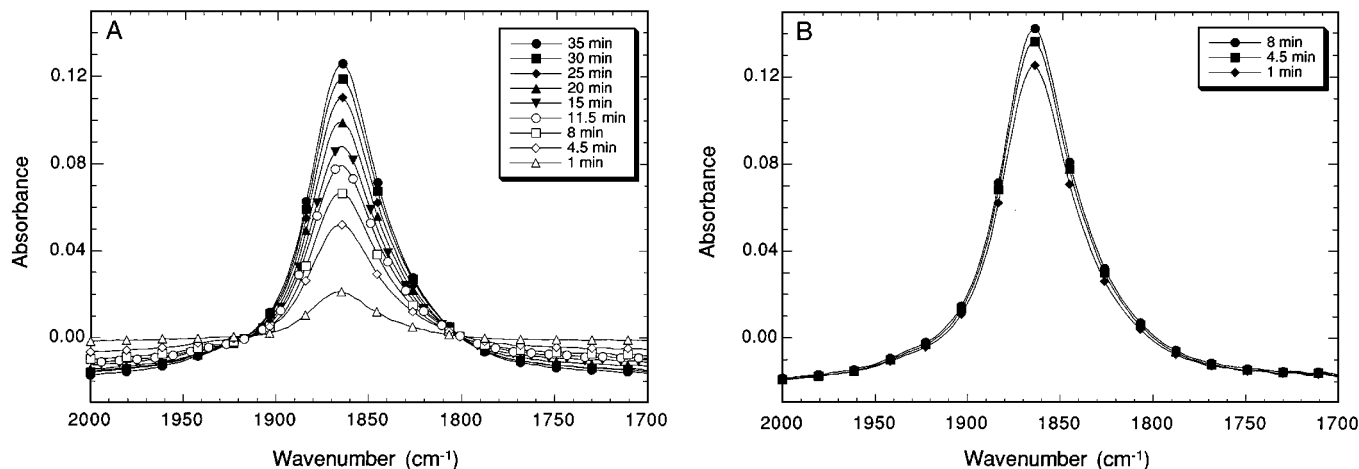 A
35 min
30 min
25 min
20 min
15 min
11.5 min
8 min
4.5 min
1 min
0.12
0.08
0.04
0.00
Absorbance
2000 1950 1900 1850 1800 1750 1700
Wavenumber (cm-1)
B
8 min
4.5 min
1 min
0.12
0.08
0.04
0.00
Absorbance
2000 1950 1900 1850 1800 1750 1700
Wavenumber (cm-1)